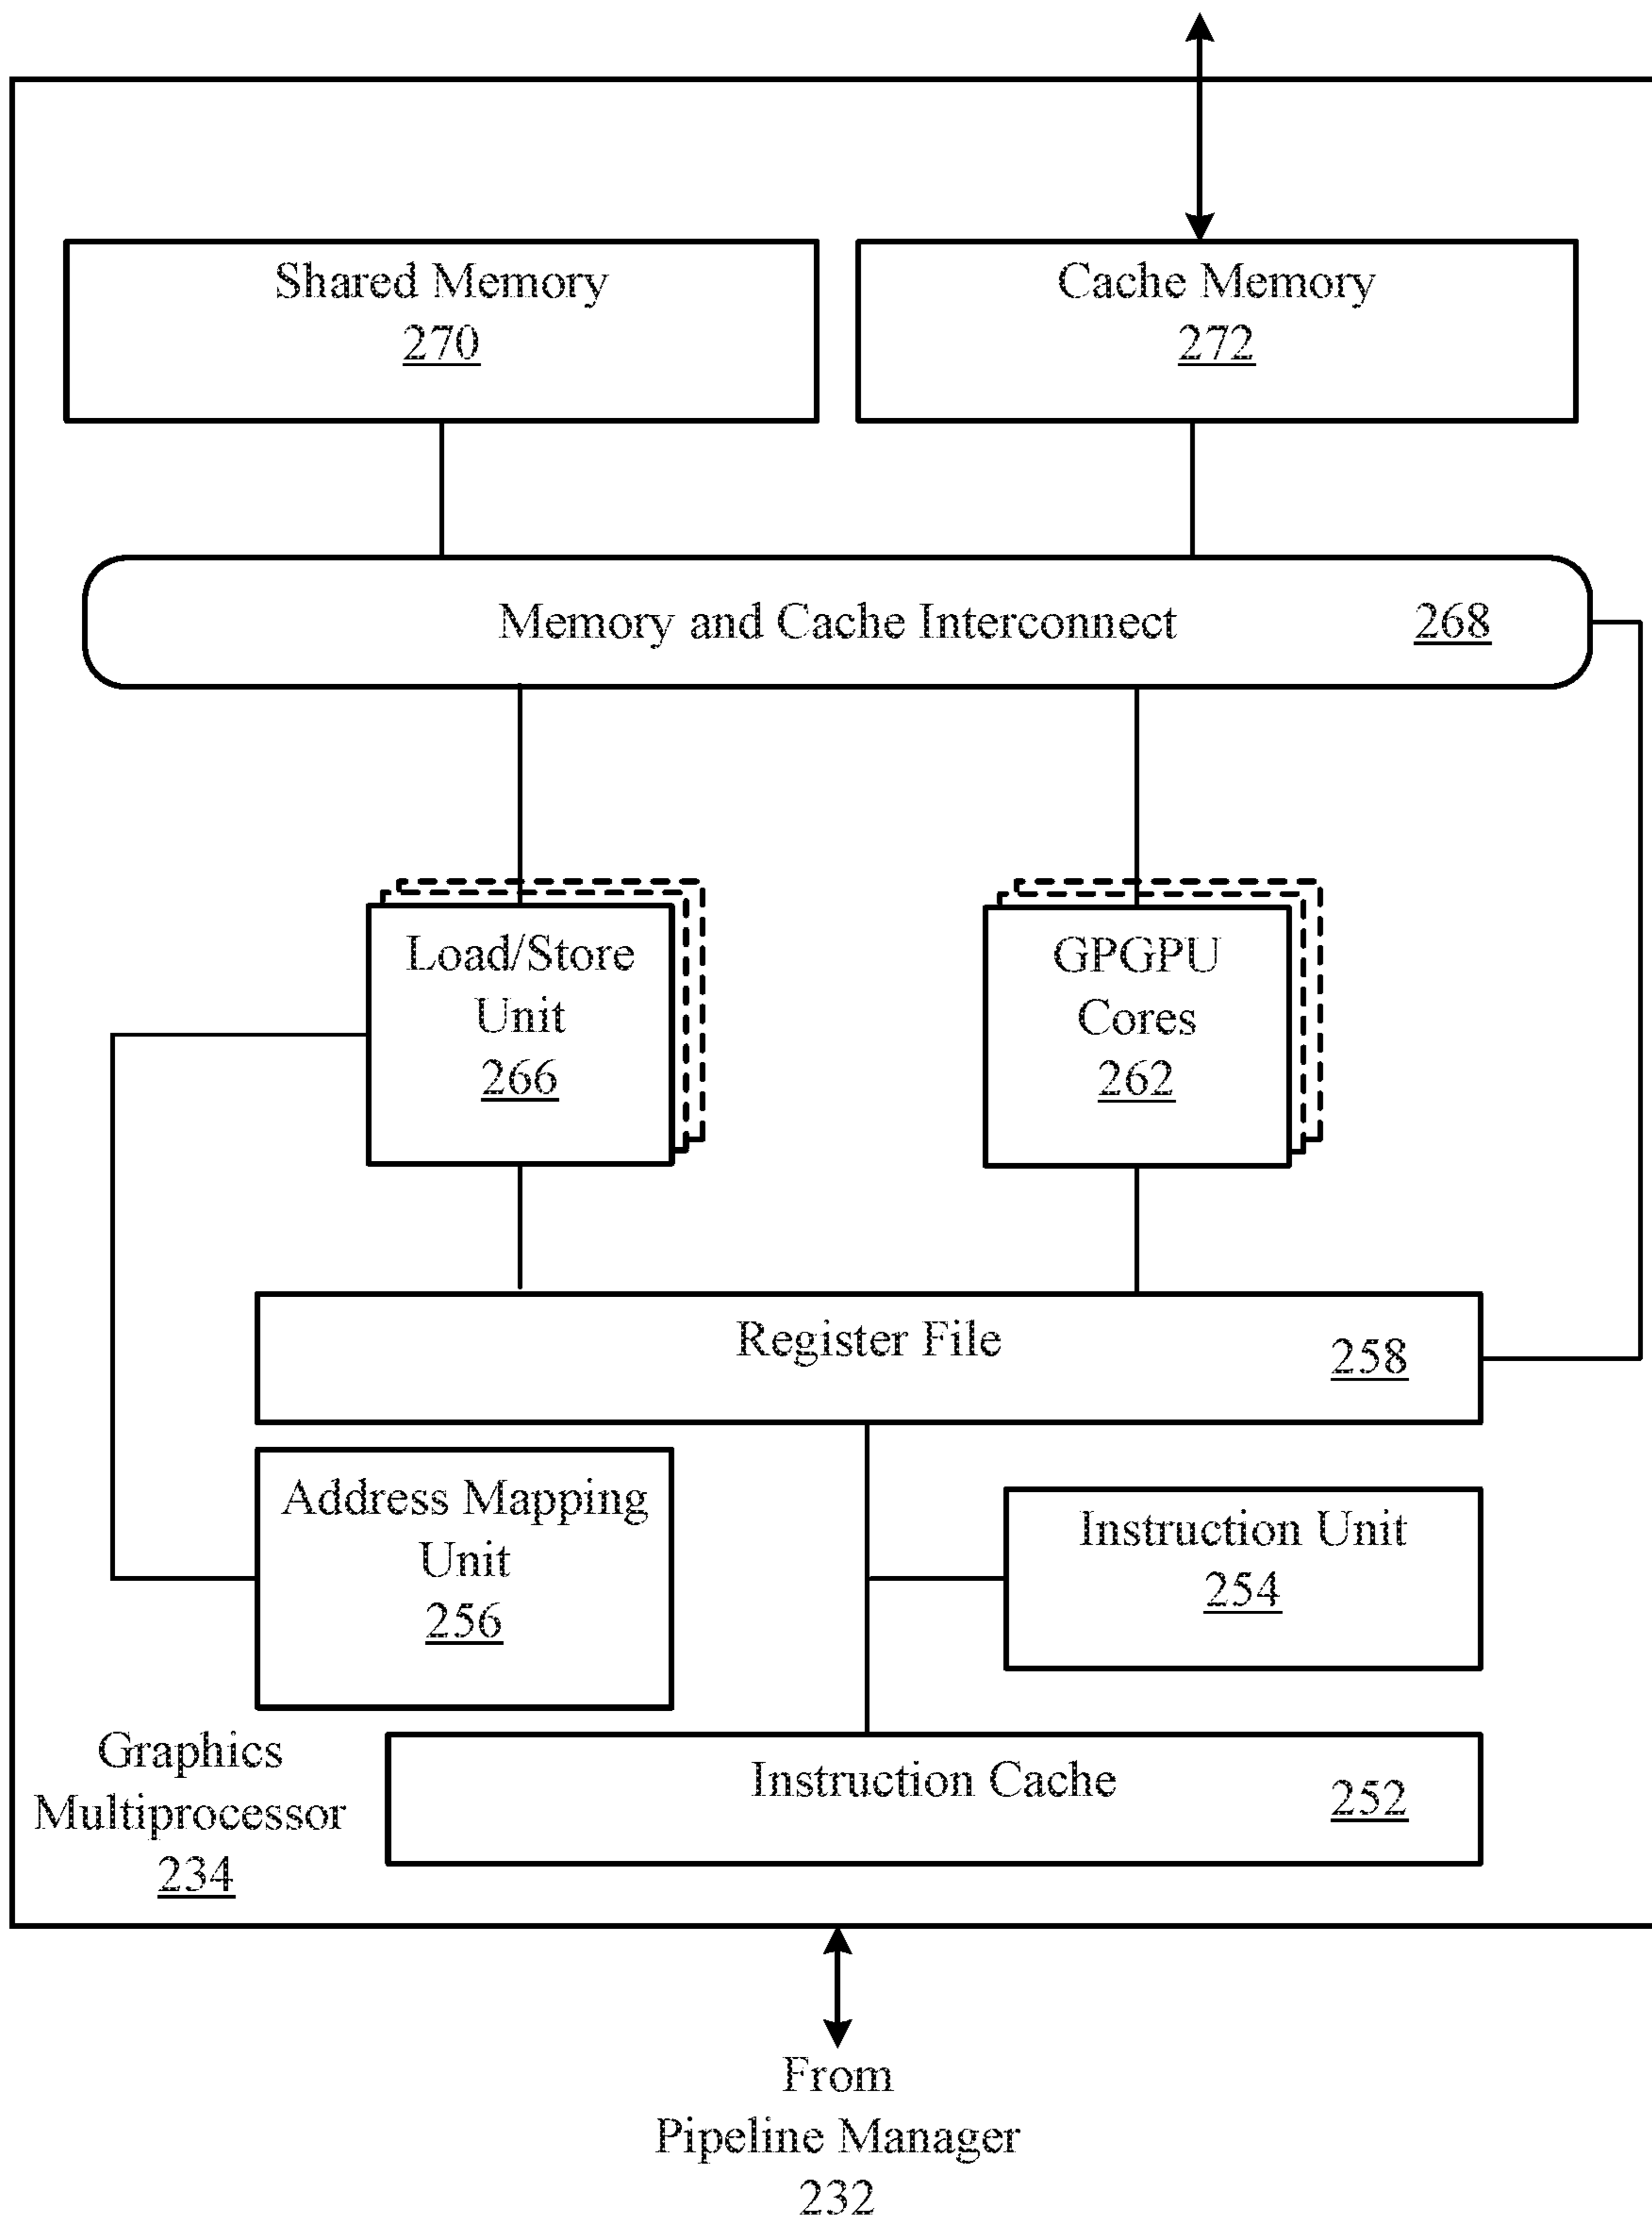 Shared Memory
270
Cache Memory
272
Memory and Cache Interconnect 268
Load/Store
Unit
266
GPGPU
Cores
262
Register File 258
Address Mapping
Unit
256
Instruction Unit
254
Graphics
Multiprocessor
234
Instruction Cache 252
From
Pipeline Manager
232